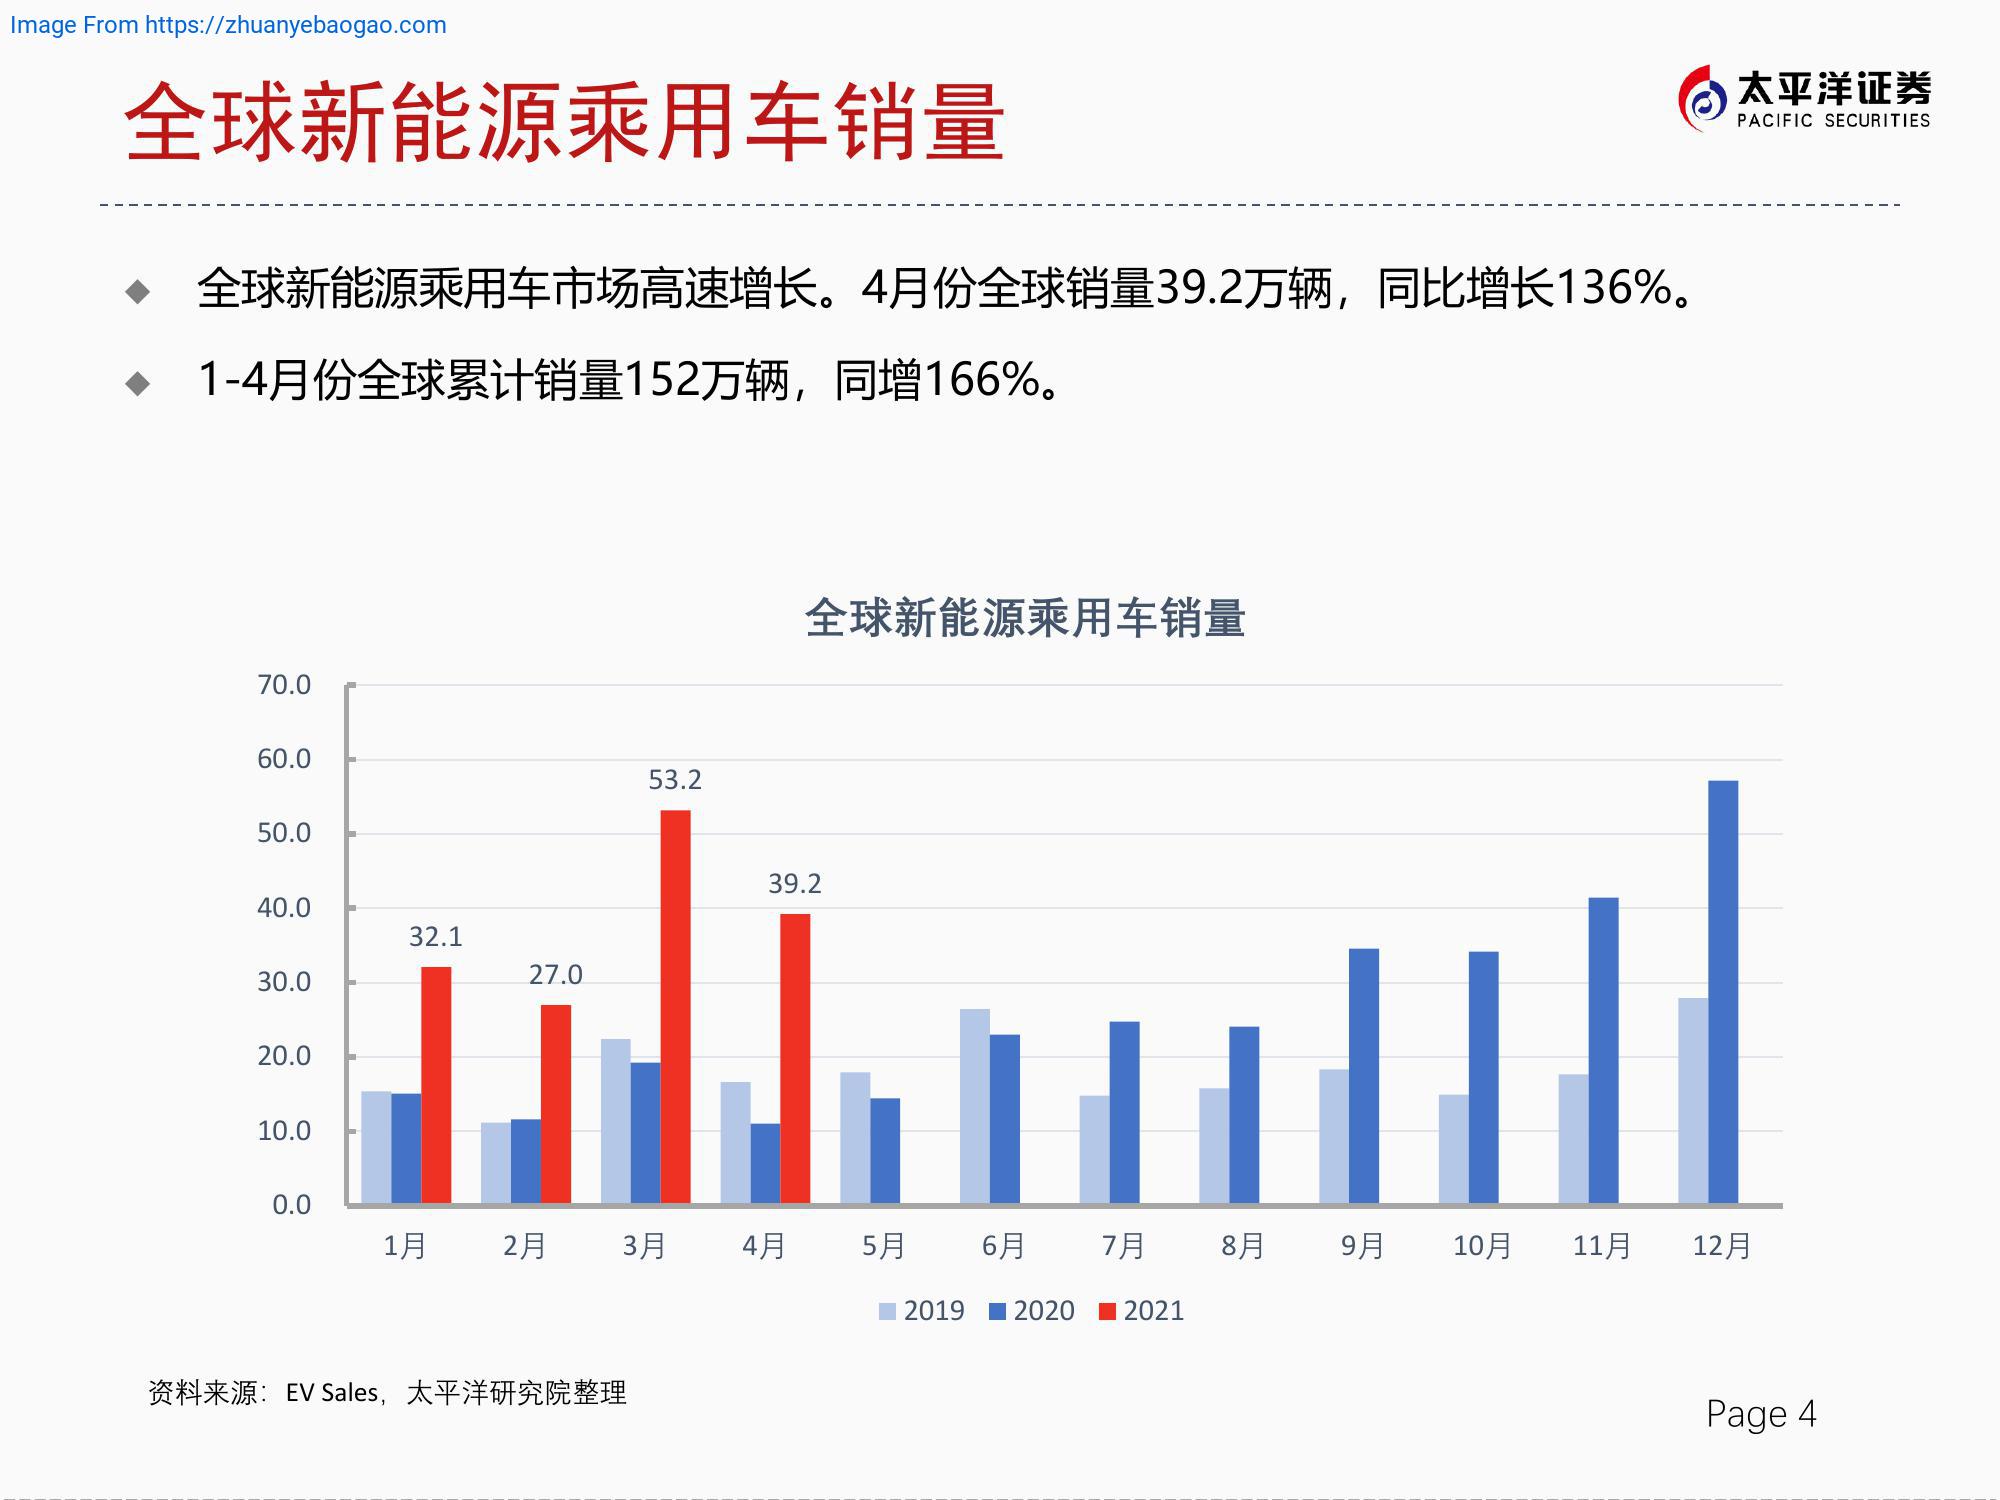 Image From https://zhuanyebaogao.com
全球新能源乘用车销量
太平洋证券
PACIFIC SECURITIES
全球新能源乘用车市场高速增长。4月份全球销量39.2万辆，同比增长136%。
1-4月份全球累计销量152万辆，同增166%。
全球新能源乘用车销量
70.0
60.0
50.0
40.0
30.0
20.0
10.0
0.0
32.1
27.0
53.2
39.2
1月 2月 3月 4月 5月 6月 7月 8月 9月 10月 11月 12月
2019 2020 2021
资料来源：EV Sales，太平洋研究院整理
Page 4